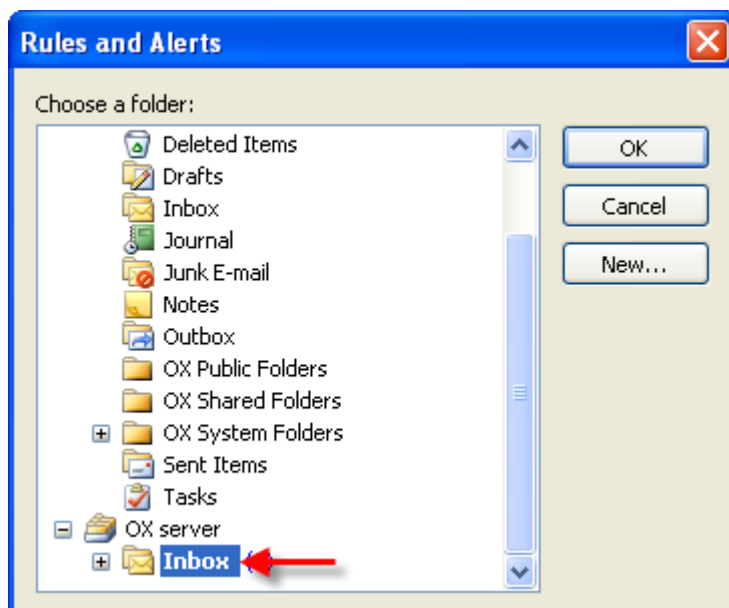 Rules and Alerts
Choose a folder:
Deleted Items
Drafts
Inbox
Journal
Junk E-mail
Notes
Outbox
OX Public Folders
OX Shared Folders
OX System Folders
Sent Items
Tasks
OX server
Inbox
OK
Cancel
New...